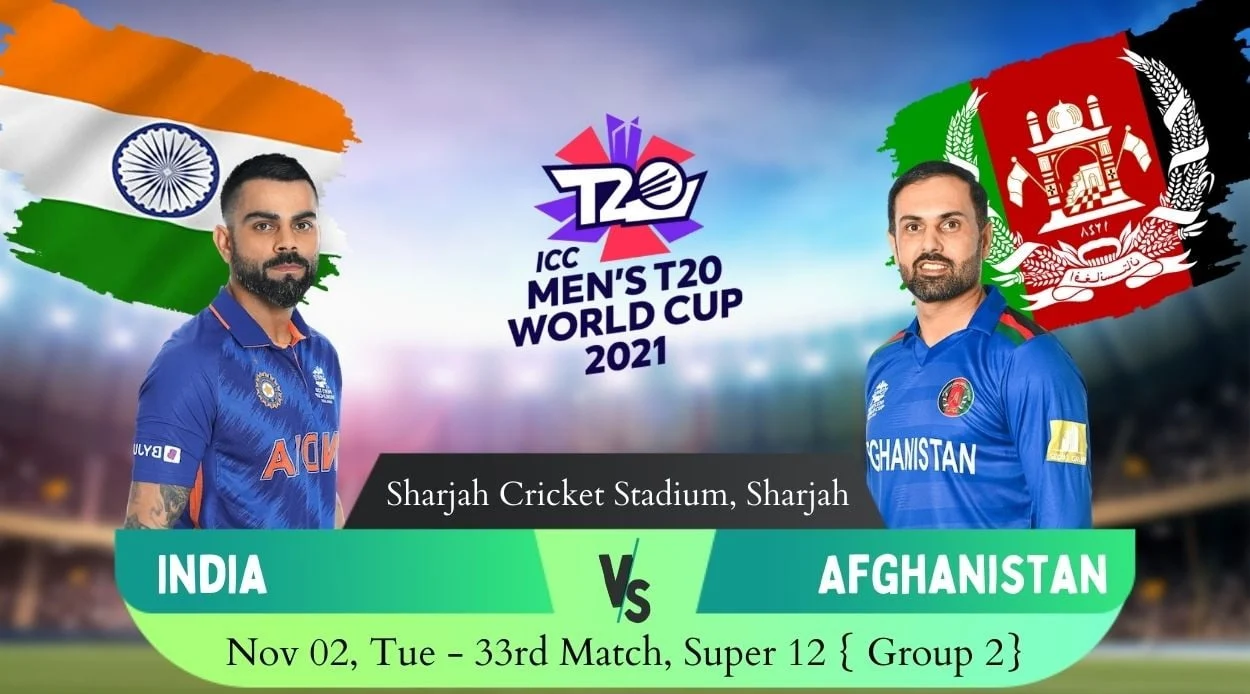 T20
ICC
MEN'S T20
WORLD CUP
2021
GHANISTAN
Sharjah Cricket Stadium, Sharjah
INDIA
VS
AFGHANISTAN
Nov 02, Tue - 33rd Match, Super 12 { Group 2}